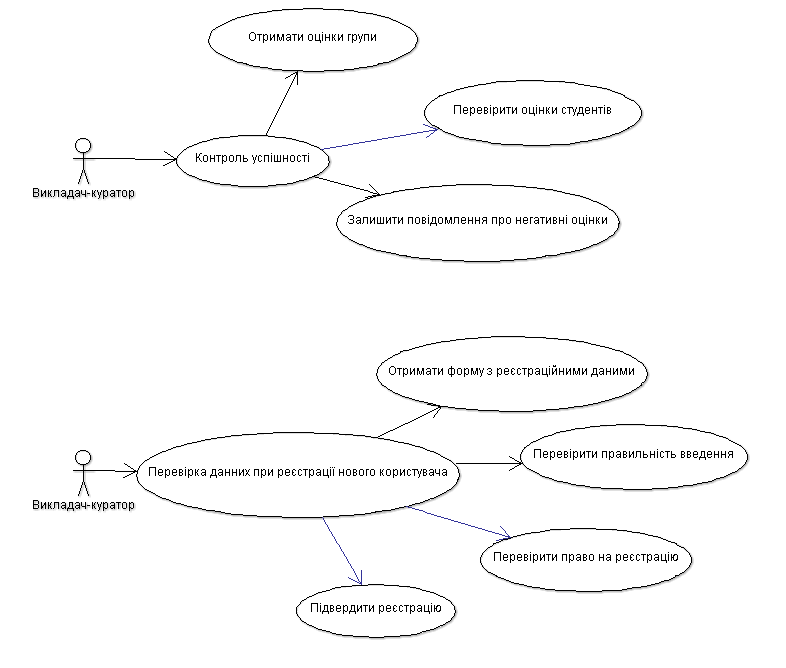 Отримати оцінки групи
Перевірити оцінки студентів
Контроль успішності
Викладач-куратор
Залишити повідомлення про негативні оцінки
Отримати форму з реєстраційними даними
Перевірити правильність введення
Перевірка данних при реєстрації нового користувача
Викладач-куратор
Перевірити право на реєстрацію
Підвердити реєстрацію